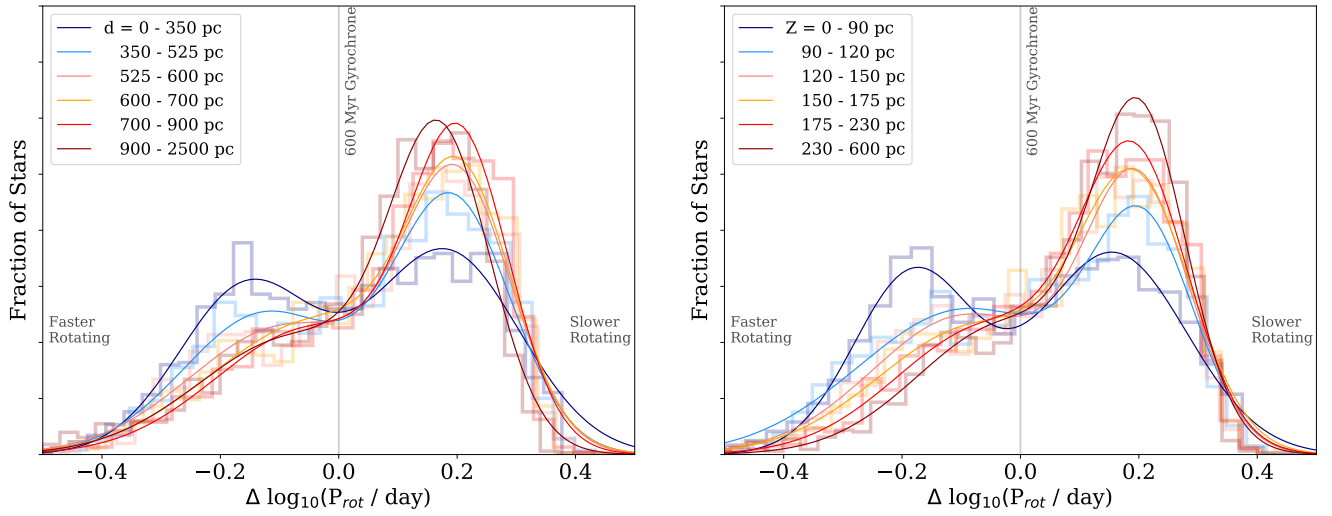 d = 0 - 350 pc
350 - 525 pc
525 - 600 pc
600 - 700 pc
700 - 900 pc
900 - 2500 pc
600 Myr Gyrochrone
Fraction of Stars
Faster
Rotating
Slower
Rotating
−0.4 −0.2 0.0 0.2 0.4
Δ log₁₀(P_rot / day)
Z = 0 - 90 pc
90 - 120 pc
120 - 150 pc
150 - 175 pc
175 - 230 pc
230 - 600 pc
600 Myr Gyrochrone
Fraction of Stars
Faster
Rotating
Slower
Rotating
−0.4 −0.2 0.0 0.2 0.4
Δ log₁₀(P_rot / day)